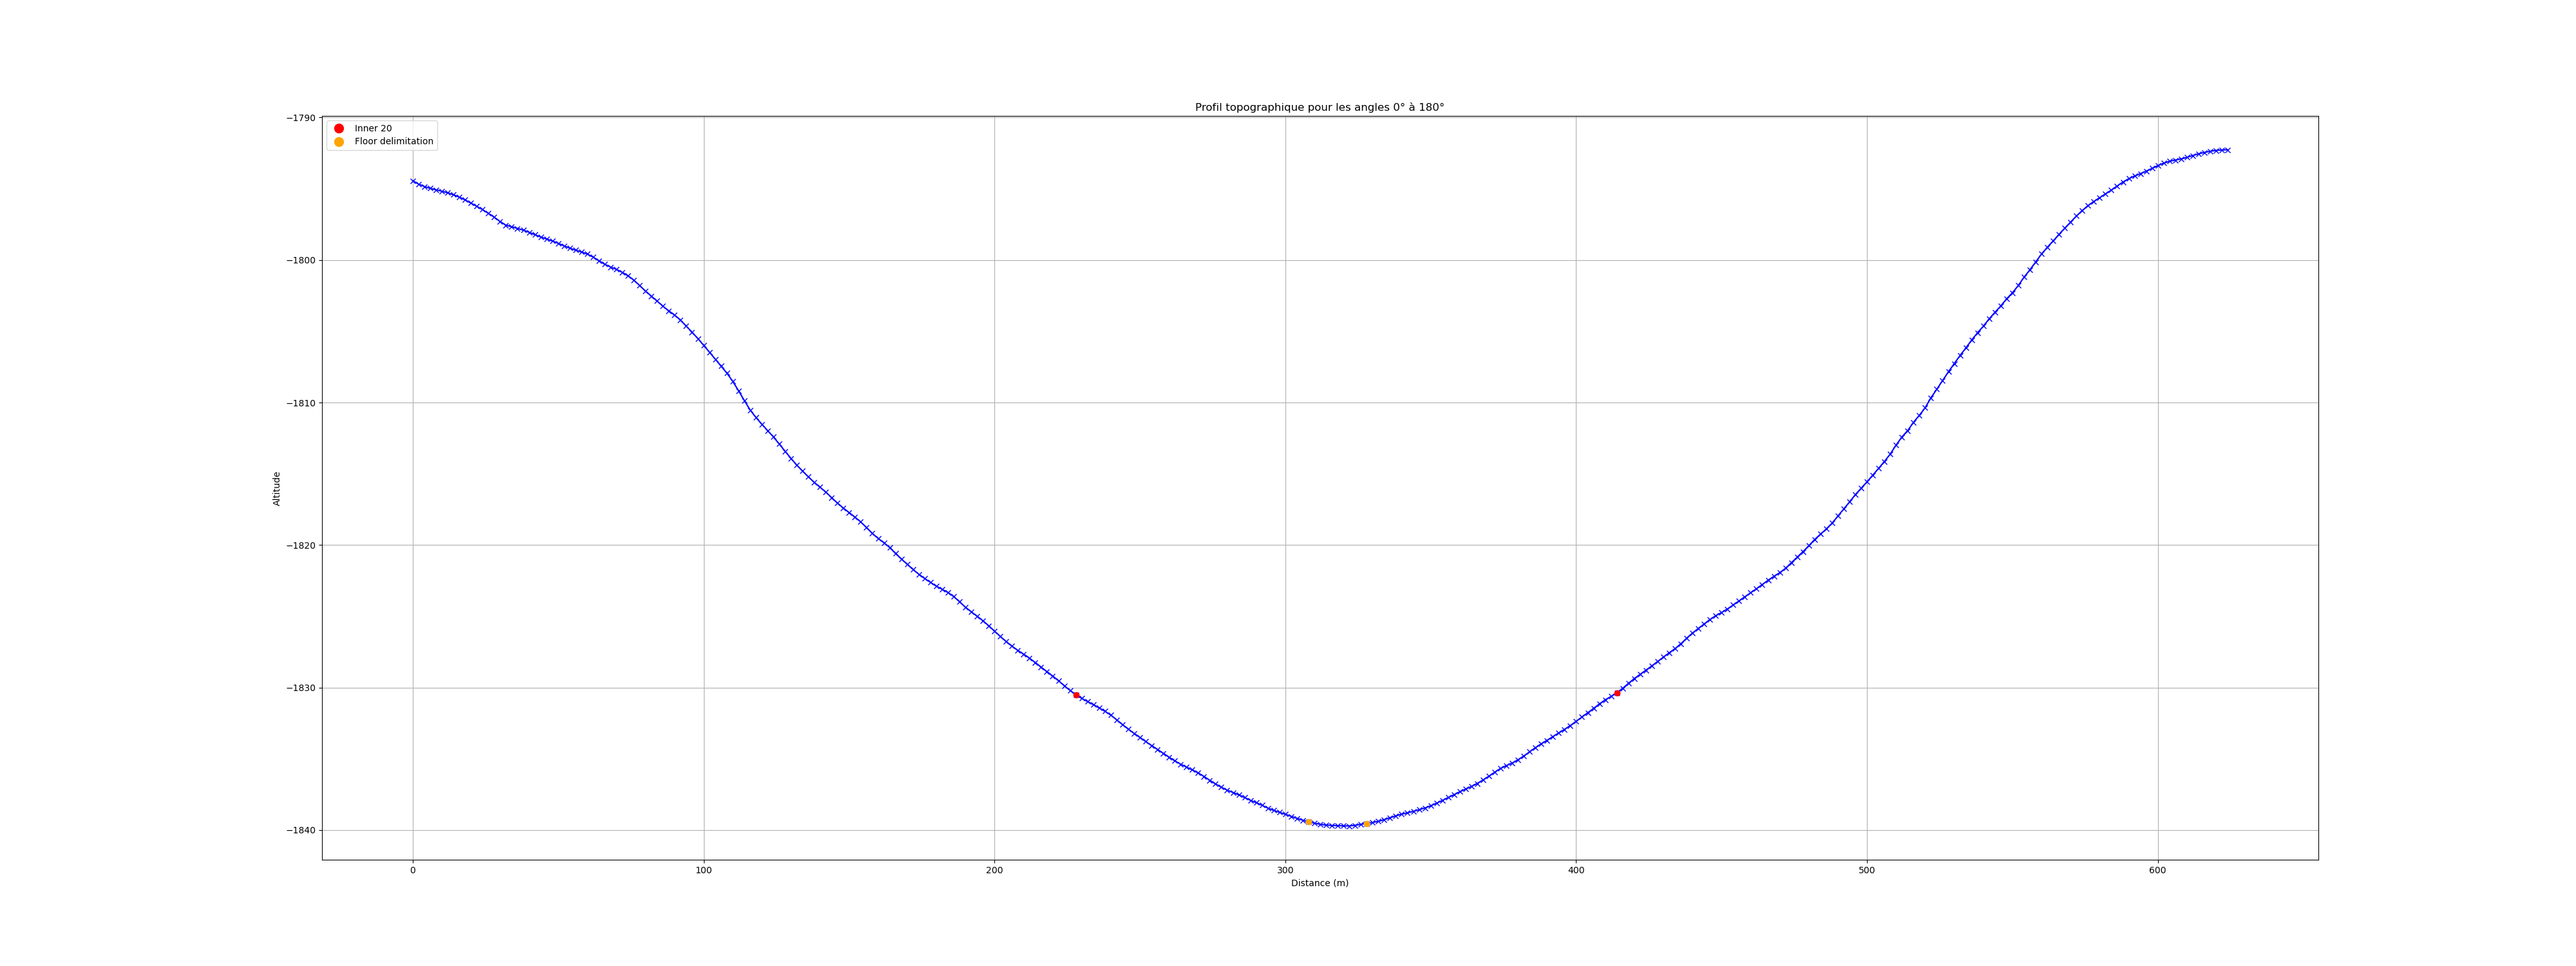 Profil topographique pour les angles 0° à 180°
Inner 20
Floor delimitation
−1790
−1800
−1810
−1820
−1830
−1840
Altitude
0
100
200
300
400
500
600
Distance (m)